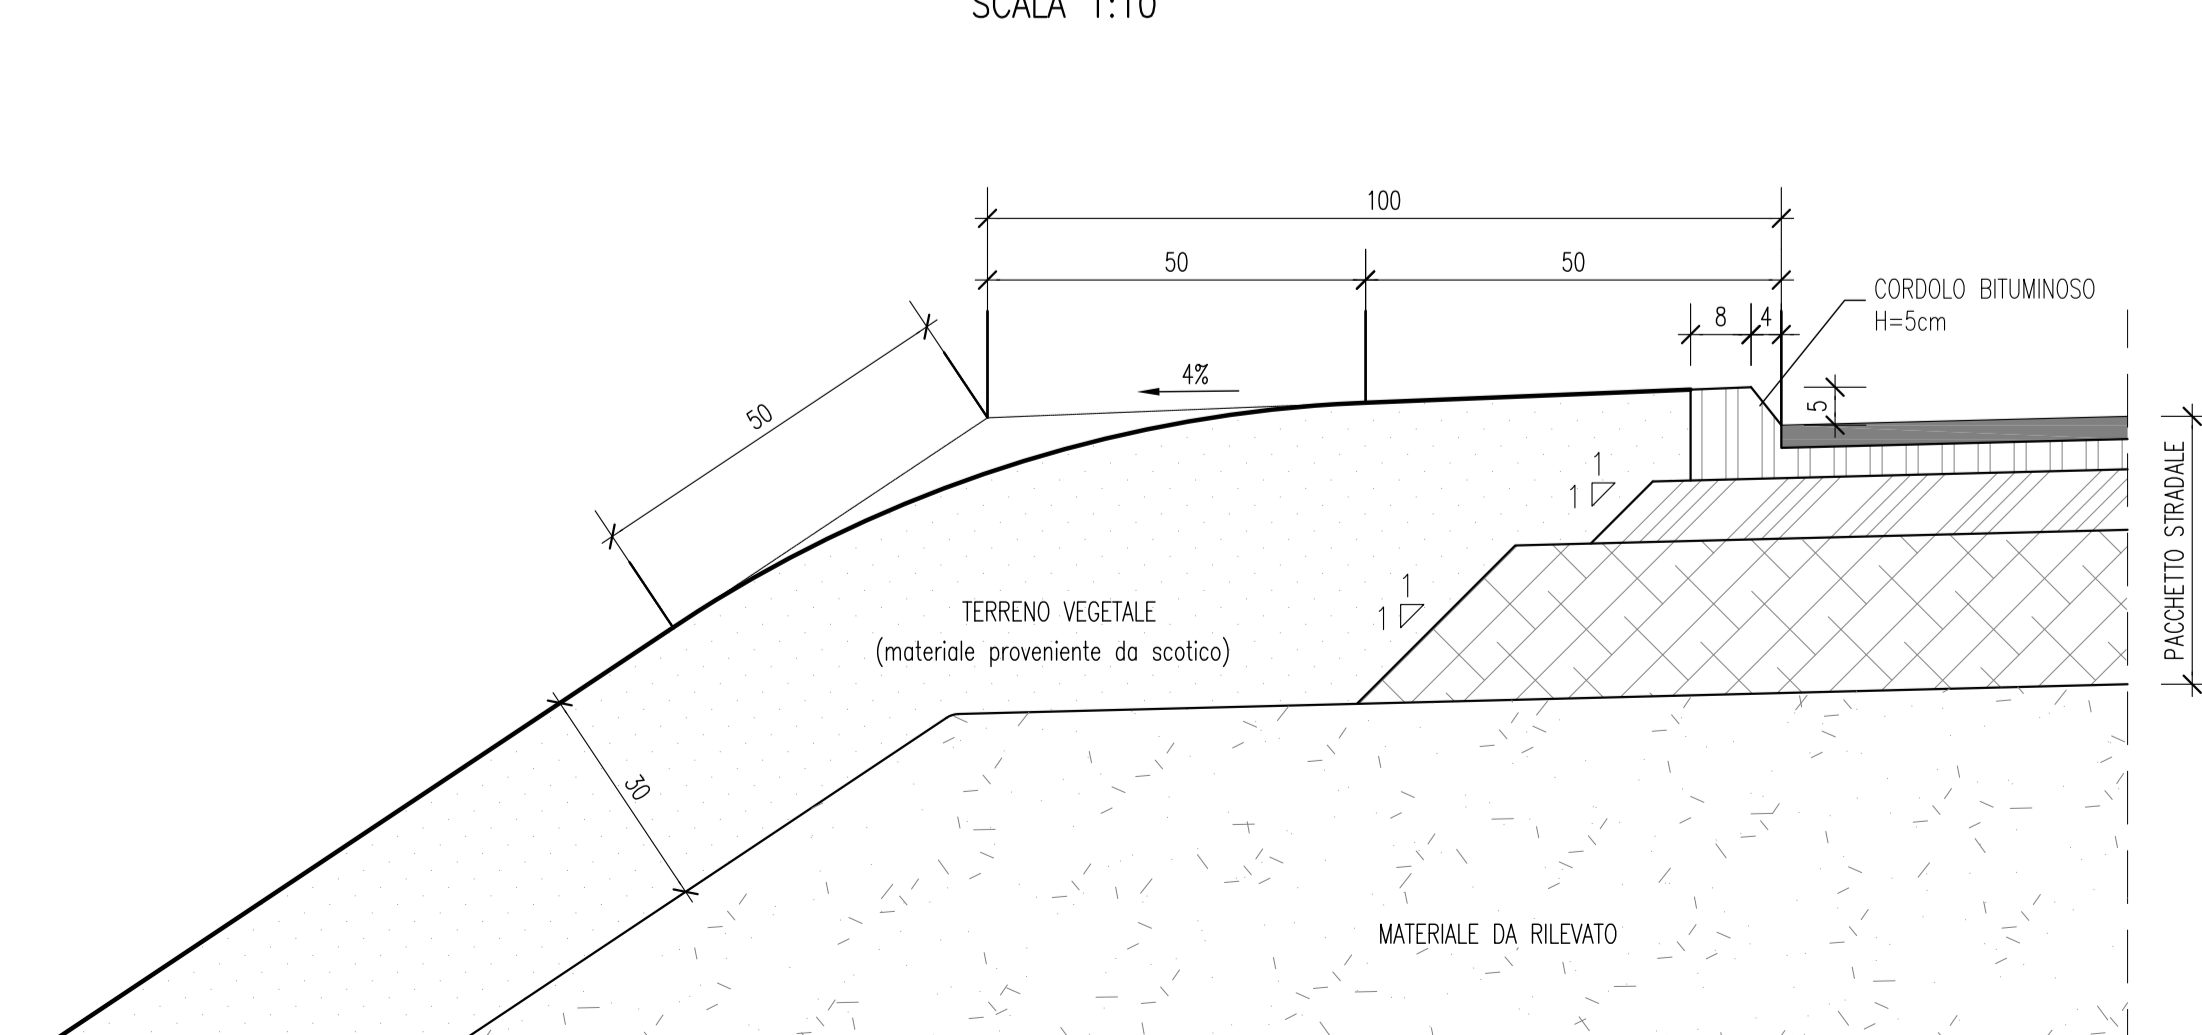 SCALA 1:10
100
50
50
CORDOLO BITUMINOSO
H=5cm
8
4
4%
50
5
1
1
PACCHETTO STRADALE
1
1
TERRENO VEGETALE
(materiale proveniente da scotico)
30
MATERIALE DA RILEVATO